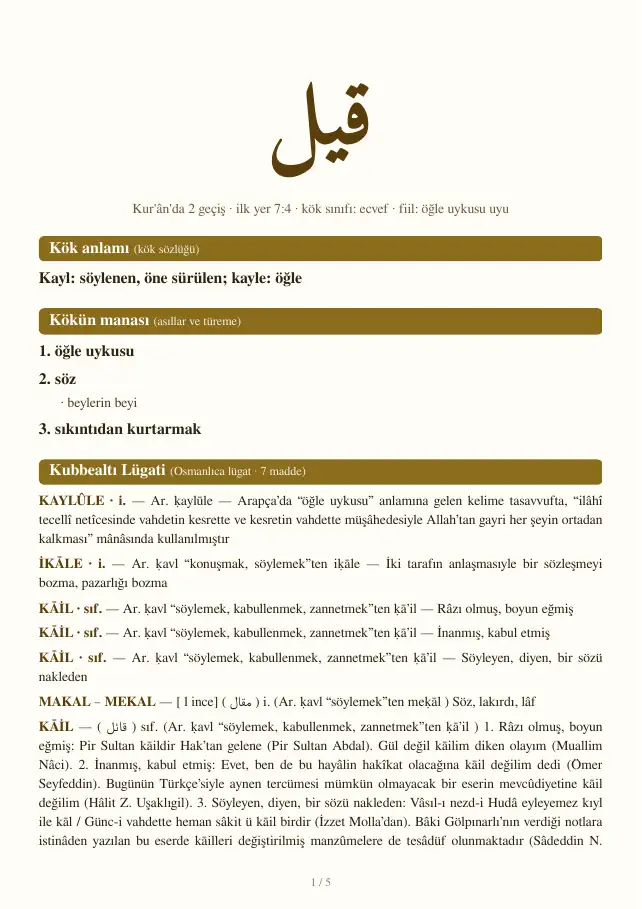 قيل
Kur'ân'da 2 geçiş · ilk yer 7:4 · kök sınıfı: ecvef · fiil: öğle uykusu uyu
Kök anlamı (kök sözlüğü)
Kayl: söylenen, öne sürülen; kayle: öğle
Kökün manası (asıllar ve türeme)
1. öğle uykusu
2. söz
· beylerin beyi
3. sıkıntıdan kurtarmak
Kubbealtı Lügati (Osmanlıca lügat · 7 madde)
KAYLÛLE · i. — Ar. ḳaylūle — Arapça’da “öğle uykusu” anlamına gelen kelime tasavvufta, “ilâhî
tecellî netîcesinde vahdetin kesrette ve kesretin vahdette müşâhedesiyle Allah’tan gayri her şeyin ortadan
kalkması” mânâsında kullanılmıştır
İKĀLE · i. — Ar. ḳavl “konuşmak, söylemek”ten iḳāle — İki tarafın anlaşmasıyle bir sözleşmeyi
bozma, pazarlığı bozma
KĀİL · sıf. — Ar. ḳavl “söylemek, kabullenmek, zannetmek”ten ḳā’il — Râzı olmuş, boyun eğmiş
KĀİL · sıf. — Ar. ḳavl “söylemek, kabullenmek, zannetmek”ten ḳā’il — İnanmış, kabul etmiş
KĀİL · sıf. — Ar. ḳavl “söylemek, kabullenmek, zannetmek”ten ḳā’il — Söyleyen, diyen, bir sözü
nakleden
MAKAL – MEKAL — [ l ince] ( مقال ) i. (Ar. ḳavl “söylemek”ten meḳāl ) Söz, lakırdı, lâf
KĀİL — ( قائل ) sıf. (Ar. ḳavl “söylemek, kabullenmek, zannetmek”ten ḳā’il ) 1. Râzı olmuş, boyun
eğmiş: Pir Sultan kāildir Hak’tan gelene (Pir Sultan Abdal). Gül değil kāilim diken olayım (Muallim
Nâci). 2. İnanmış, kabul etmiş: Evet, ben de bu hayâlin hakîkat olacağına kāil değilim dedi (Ömer
Seyfeddin). Bugünün Türkçe’siyle aynen tercümesi mümkün olmayacak bir eserin mevcûdiyetine kāil
değilim (Hâlit Z. Uşaklıgil). 3. Söyleyen, diyen, bir sözü nakleden: Vâsıl-ı nezd-i Hudâ eyleyemez kıyl
ile kāl / Günc-i vahdette heman sâkit ü kāil birdir (İzzet Molla’dan). Bâki Gölpınarlı’nın verdiği notlara
istinâden yazılan bu eserde kāilleri değiştirilmiş manzûmelere de tesâdüf olunmaktadır (Sâdeddin N.
1 / 5